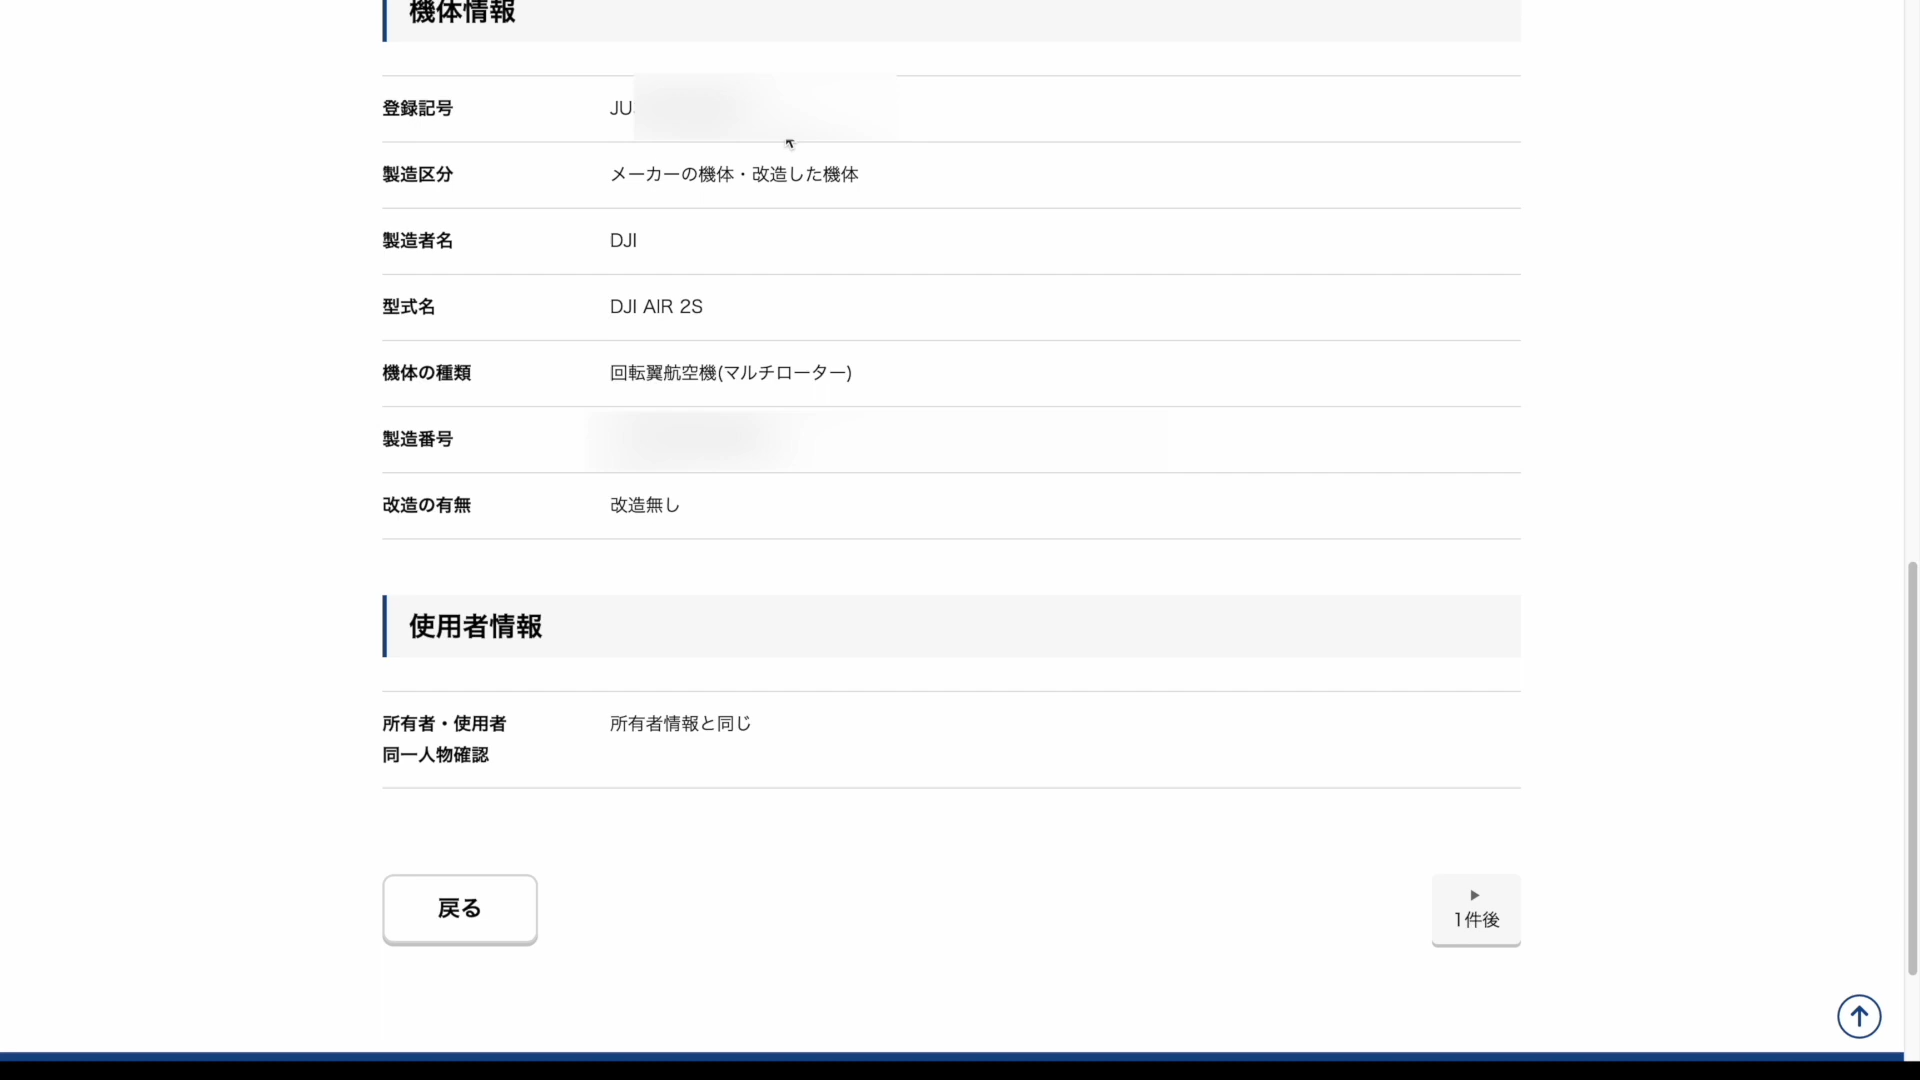 機体情報
登録記号 JU
製造区分 メーカーの機体・改造した機体
製造者名 DJI
型式名 DJI AIR 2S
機体の種類 回転翼航空機(マルチローター)
製造番号
改造の有無 改造無し
使用者情報
所有者・使用者 所有者情報と同じ
同一人物確認
戻る
1件後